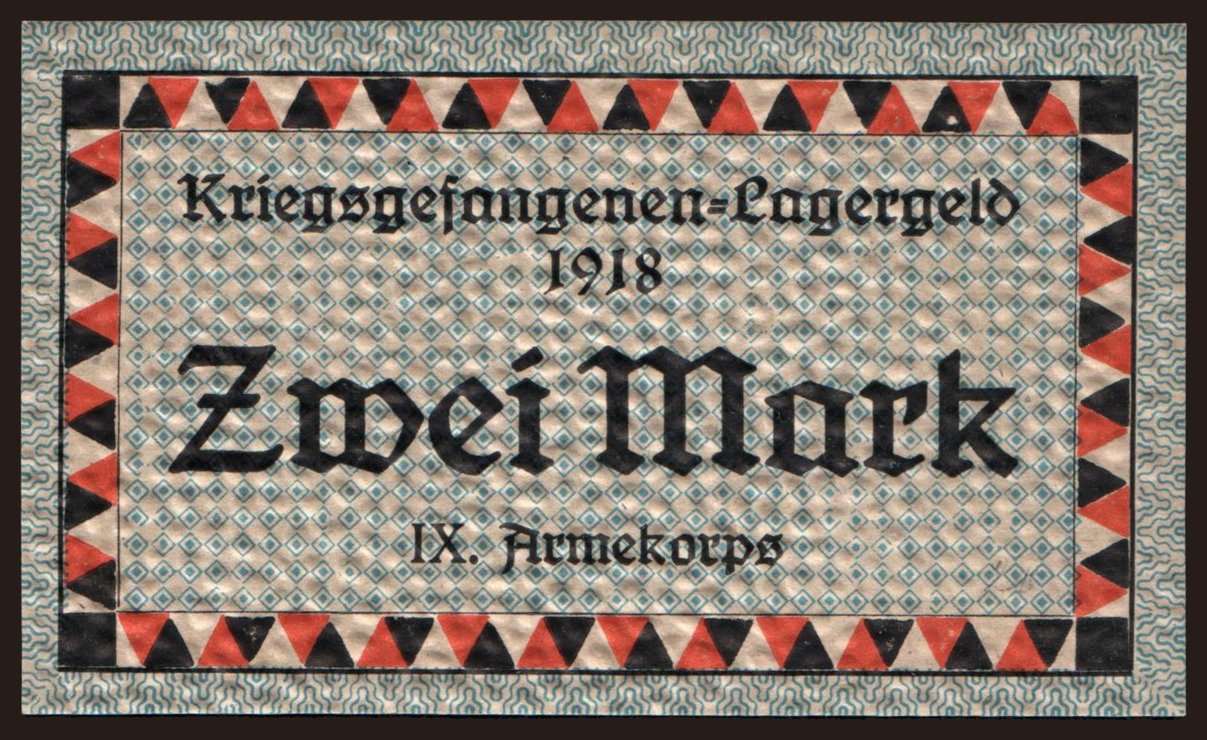 Kriegsgefangenen=Lagergeld
1918
Zwei Mark
IX. Armekorps